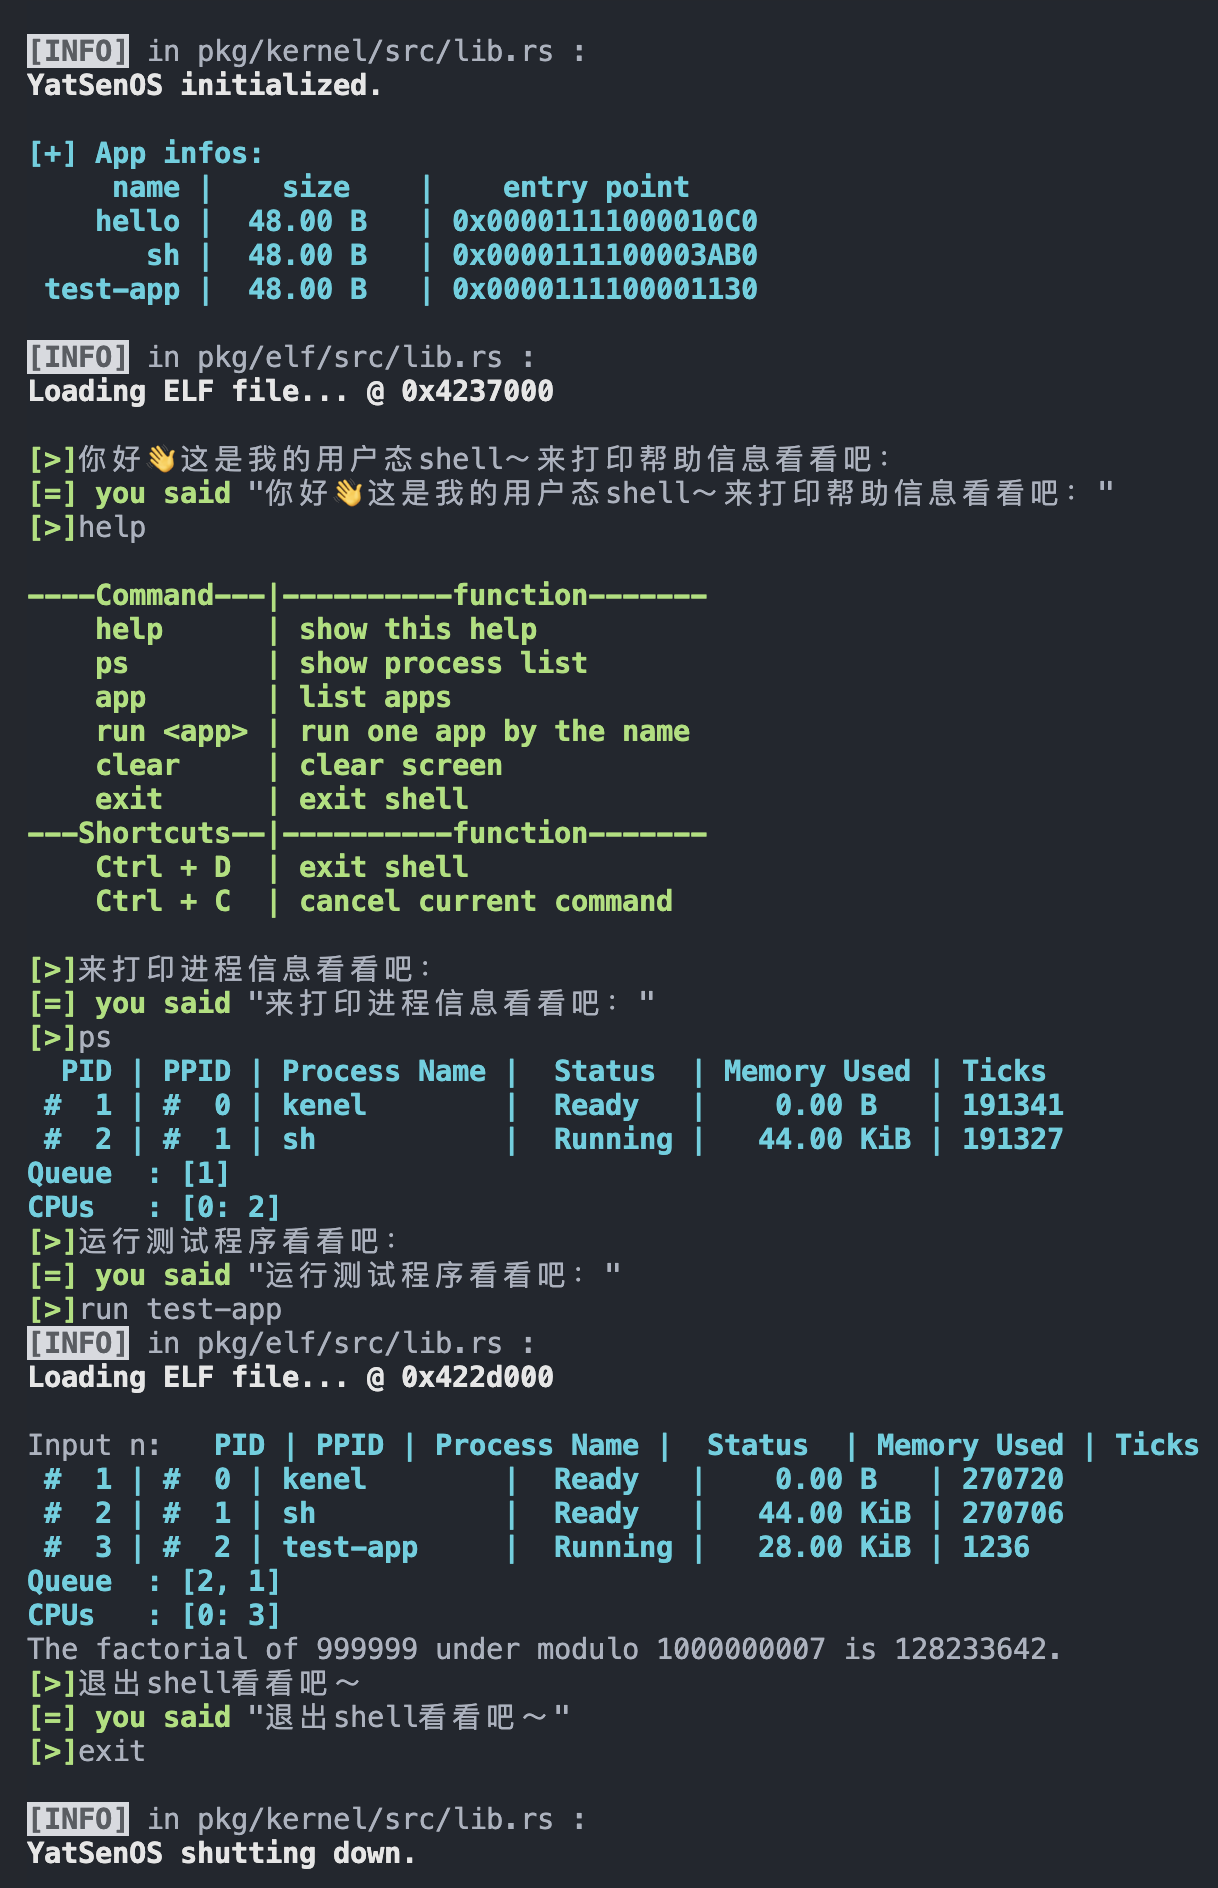 [INFO] in pkg/kernel/src/lib.rs :
YatSenOS initialized.
[+] App infos:
name | size | entry point
hello | 48.00 B | 0x00001111000010C0
sh | 48.00 B | 0x0000111100003AB0
test-app | 48.00 B | 0x0000111100001130
[INFO] in pkg/elf/src/lib.rs :
Loading ELF file... @ 0x4237000
[>]你好👋这是我的用户态shell～来打印帮助信息看看吧：
[=] you said "你好👋这是我的用户态shell～来打印帮助信息看看吧："
[>]help
----Command---|----------function-------
help | show this help
ps | show process list
app | list apps
run <app> | run one app by the name
clear | clear screen
exit | exit shell
---Shortcuts--|----------function-------
Ctrl + D | exit shell
Ctrl + C | cancel current command
[>]来打印进程信息看看吧：
[=] you said "来打印进程信息看看吧："
[>]ps
PID | PPID | Process Name | Status | Memory Used | Ticks
# 1 | # 0 | kenel | Ready | 0.00 B | 191341
# 2 | # 1 | sh | Running | 44.00 KiB | 191327
Queue : [1]
CPUs : [0: 2]
[>]运行测试程序看看吧：
[=] you said "运行测试程序看看吧："
[>]run test-app
[INFO] in pkg/elf/src/lib.rs :
Loading ELF file... @ 0x422d000
Input n: PID | PPID | Process Name | Status | Memory Used | Ticks
# 1 | # 0 | kenel | Ready | 0.00 B | 270720
# 2 | # 1 | sh | Ready | 44.00 KiB | 270706
# 3 | # 2 | test-app | Running | 28.00 KiB | 1236
Queue : [2, 1]
CPUs : [0: 3]
The factorial of 999999 under modulo 1000000007 is 128233642.
[>]退出shell看看吧～
[=] you said "退出shell看看吧～"
[>]exit
[INFO] in pkg/kernel/src/lib.rs :
YatSenOS shutting down.